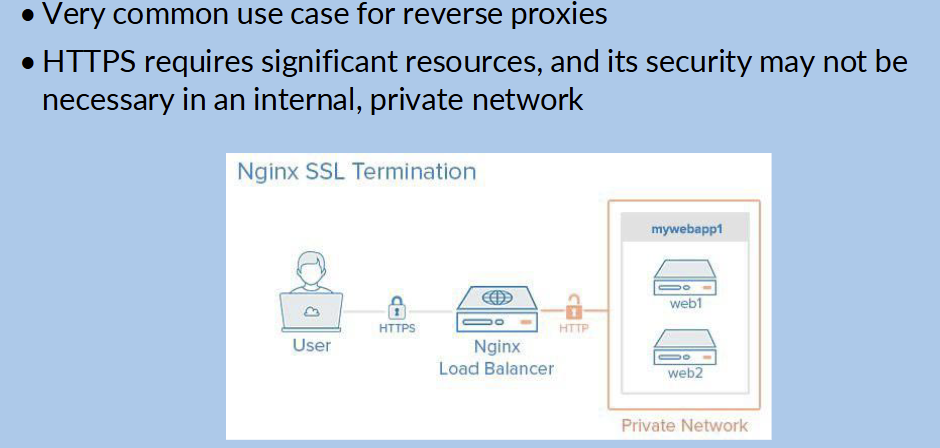 • Very common use case for reverse proxies
• HTTPS requires significant resources, and its security may not be
necessary in an internal, private network
Nginx SSL Termination
mywebapp1
web1
HTTPS
HTTP
User
Nginx
Load Balancer
web2
Private Network